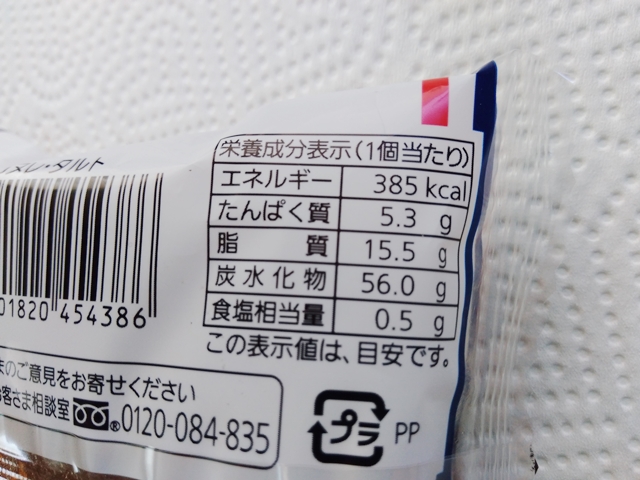 栄養成分表示(1個当たり)
エネルギー 385 kcal
たんぱく質 5.3 g
脂質 15.5 g
炭水化物 56.0 g
食塩相当量 0.5 g
この表示値は、目安です。
タルト
01820 454386
のご意見をお寄せください
客さま相談室 0120-084-835
プラ PP